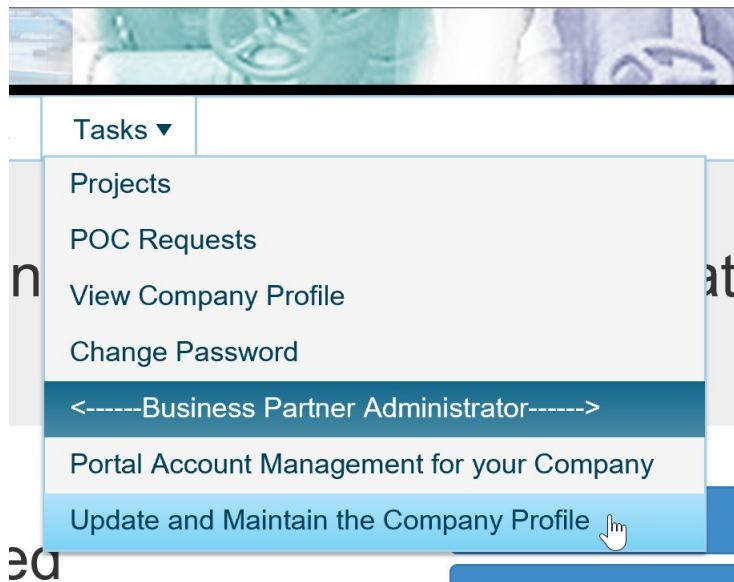 Tasks ▼
Projects
POC Requests
View Company Profile
Change Password
<------Business Partner Administrator------>
Portal Account Management for your Company
Update and Maintain the Company Profile